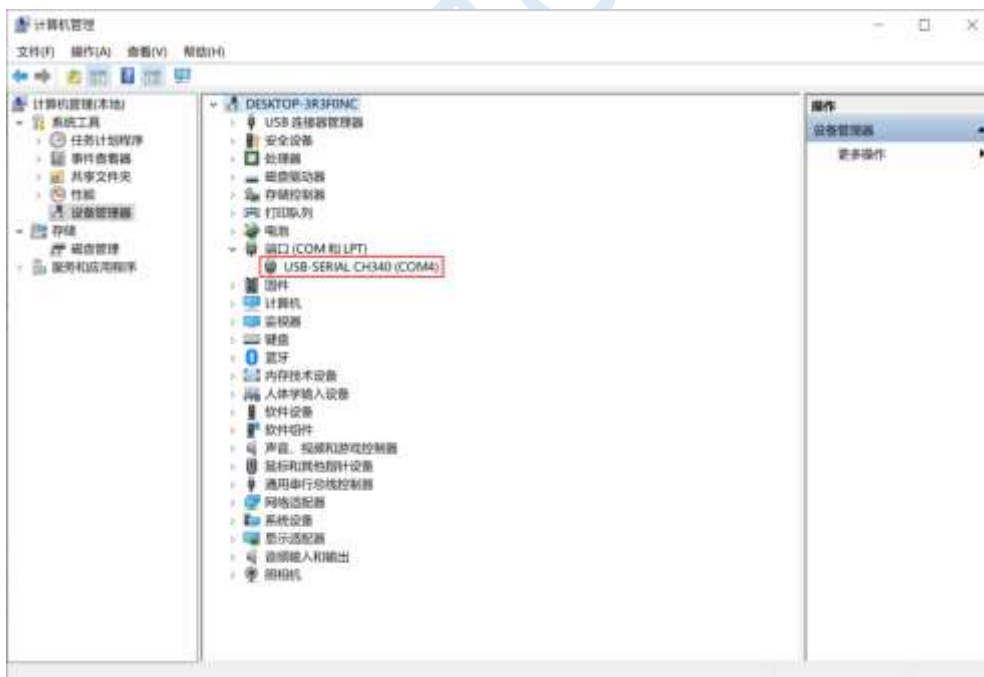 计算机管理
文件(F) 操作(A) 查看(V) 帮助(H)
计算机管理(本地)
系统工具
任务计划程序
事件查看器
共享文件夹
性能
设备管理器
存储
磁盘管理
服务和应用程序
DESKTOP-3R3F0NC
USB 连接器管理器
安全设备
处理器
磁盘驱动器
存储控制器
打印队列
电池
端口 (COM 和 LPT)
USB-SERIAL CH340 (COM4)
固件
计算机
监视器
键盘
蓝牙
内存技术设备
人体学输入设备
软件设备
软件组件
声音、视频和游戏控制器
鼠标和其他指针设备
通用串行总线控制器
网络适配器
系统设备
显示适配器
音频输入和输出
照相机
操作
设备管理器
更多操作